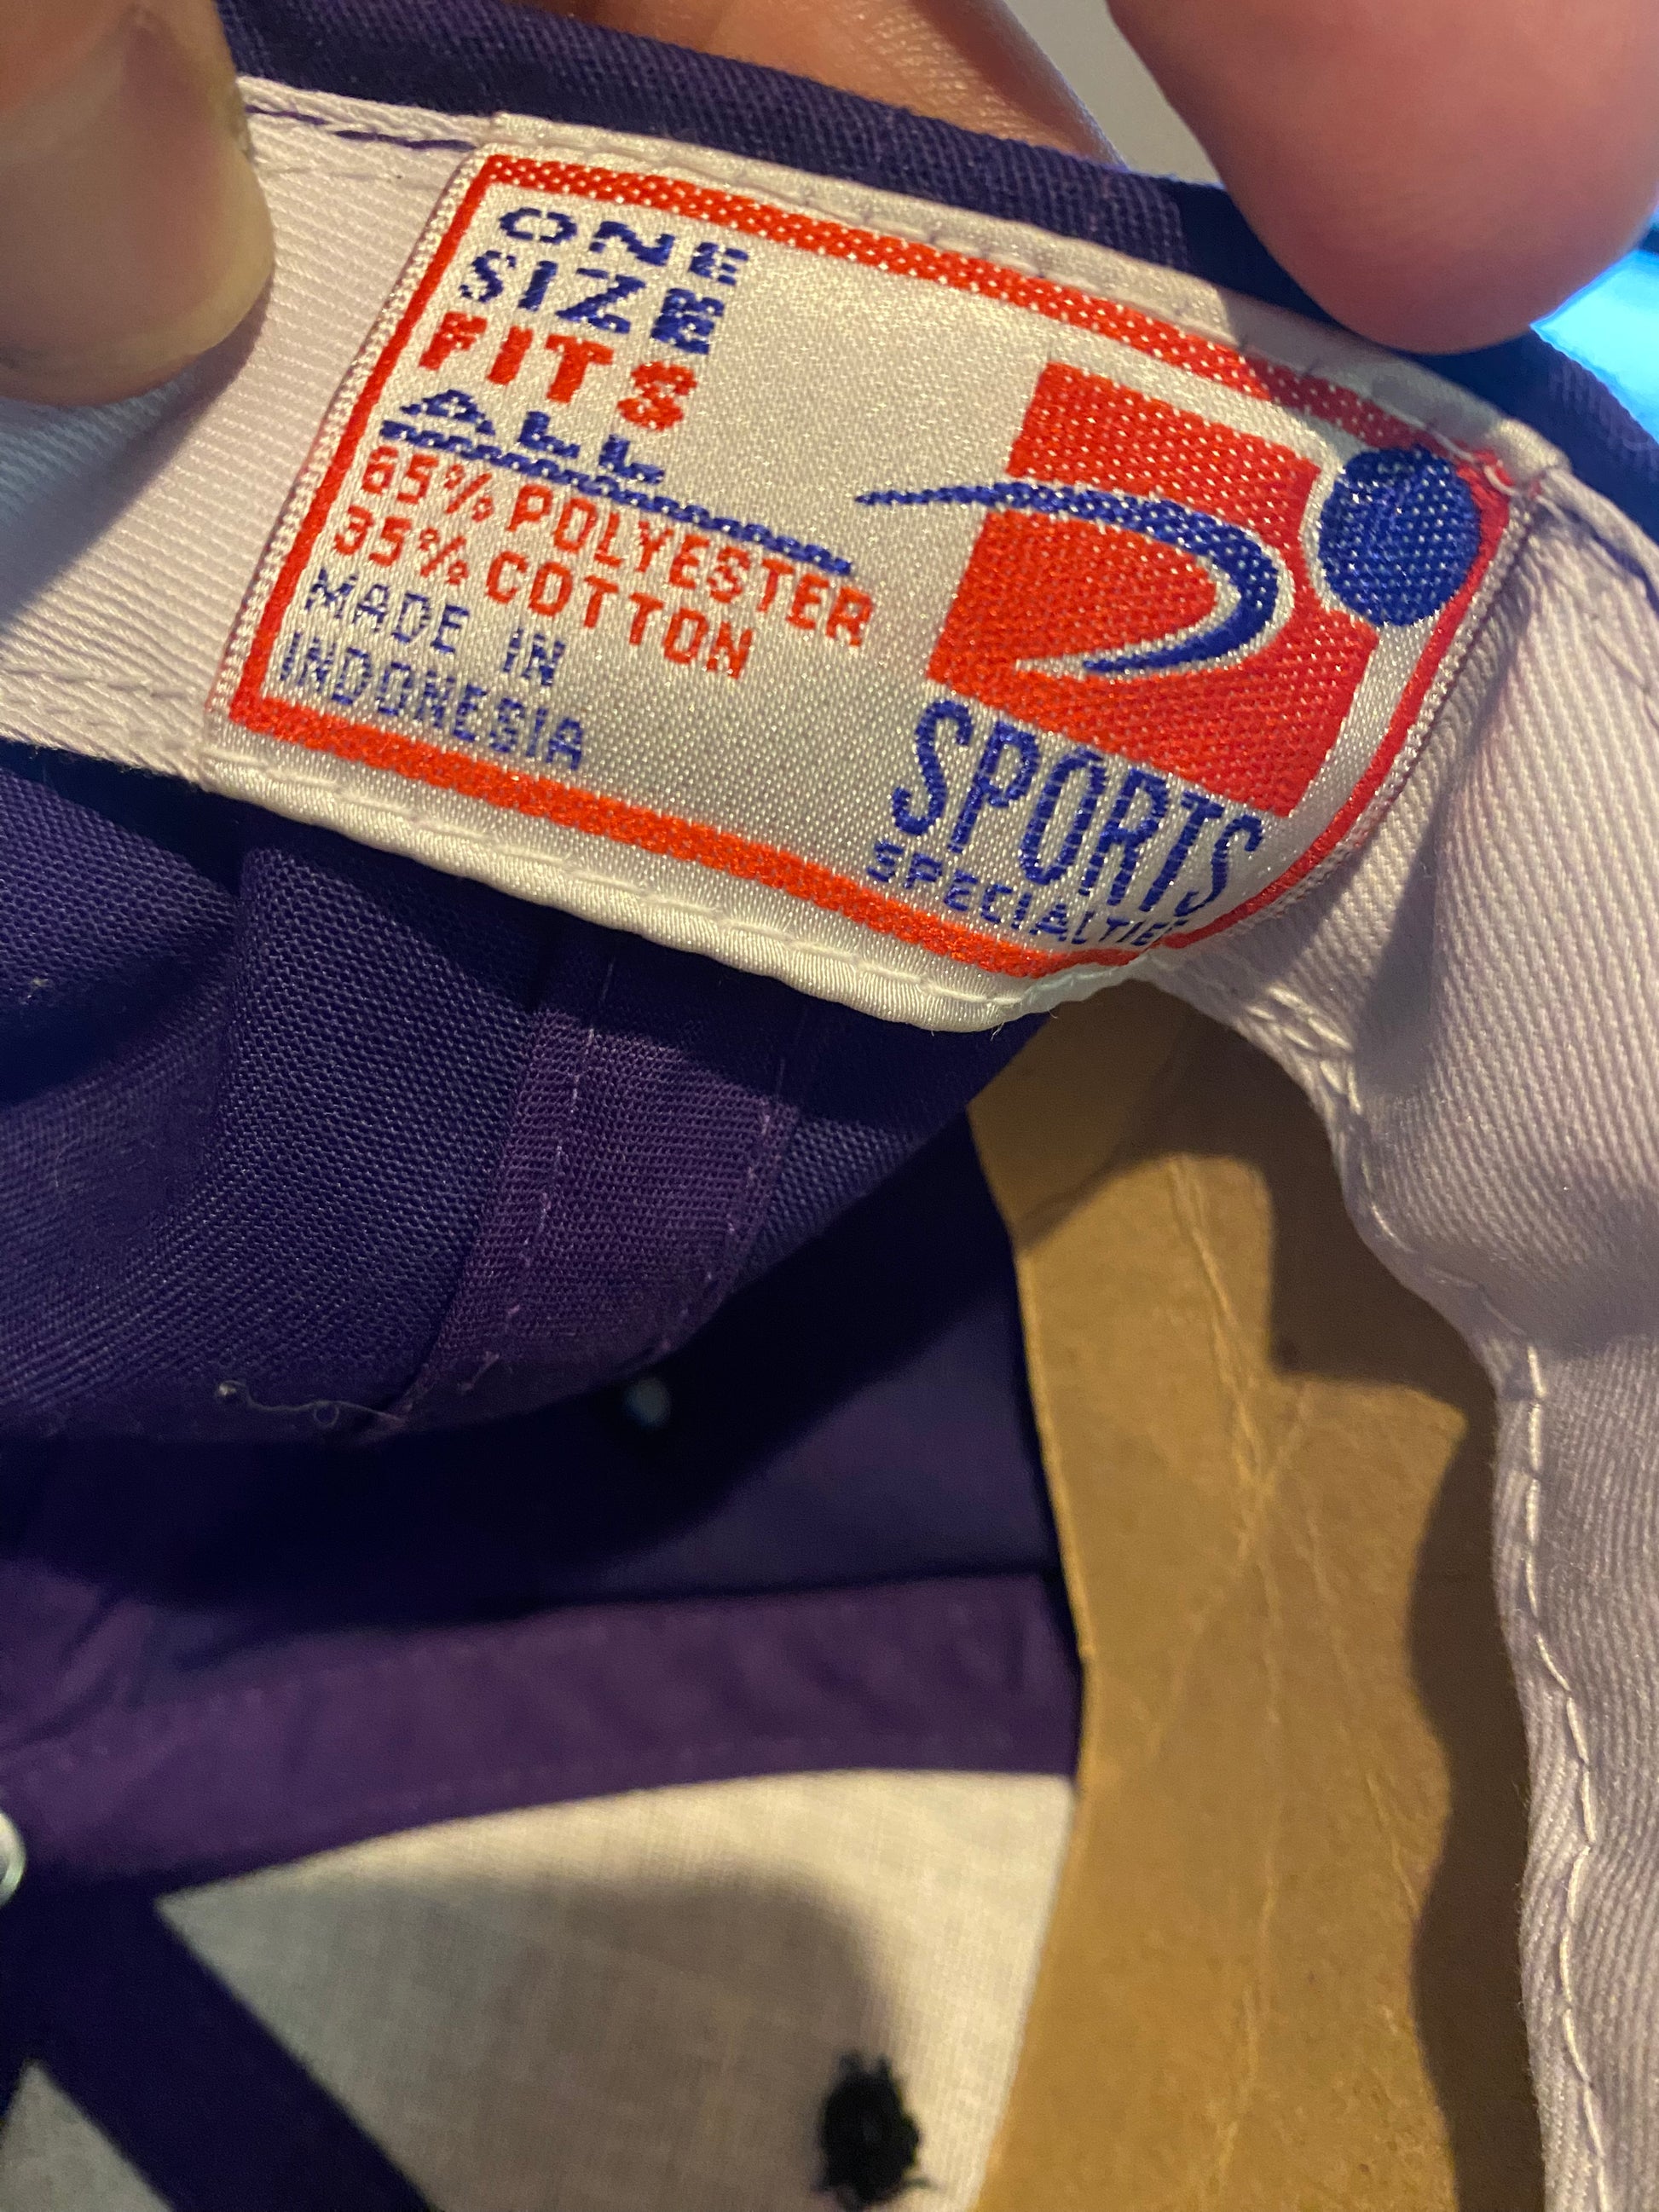 ONE
SIZE
FITS
ALL
65% POLYESTER
35% COTTON
MADE IN
INDONESIA
SPORTS
SPECIALTIES